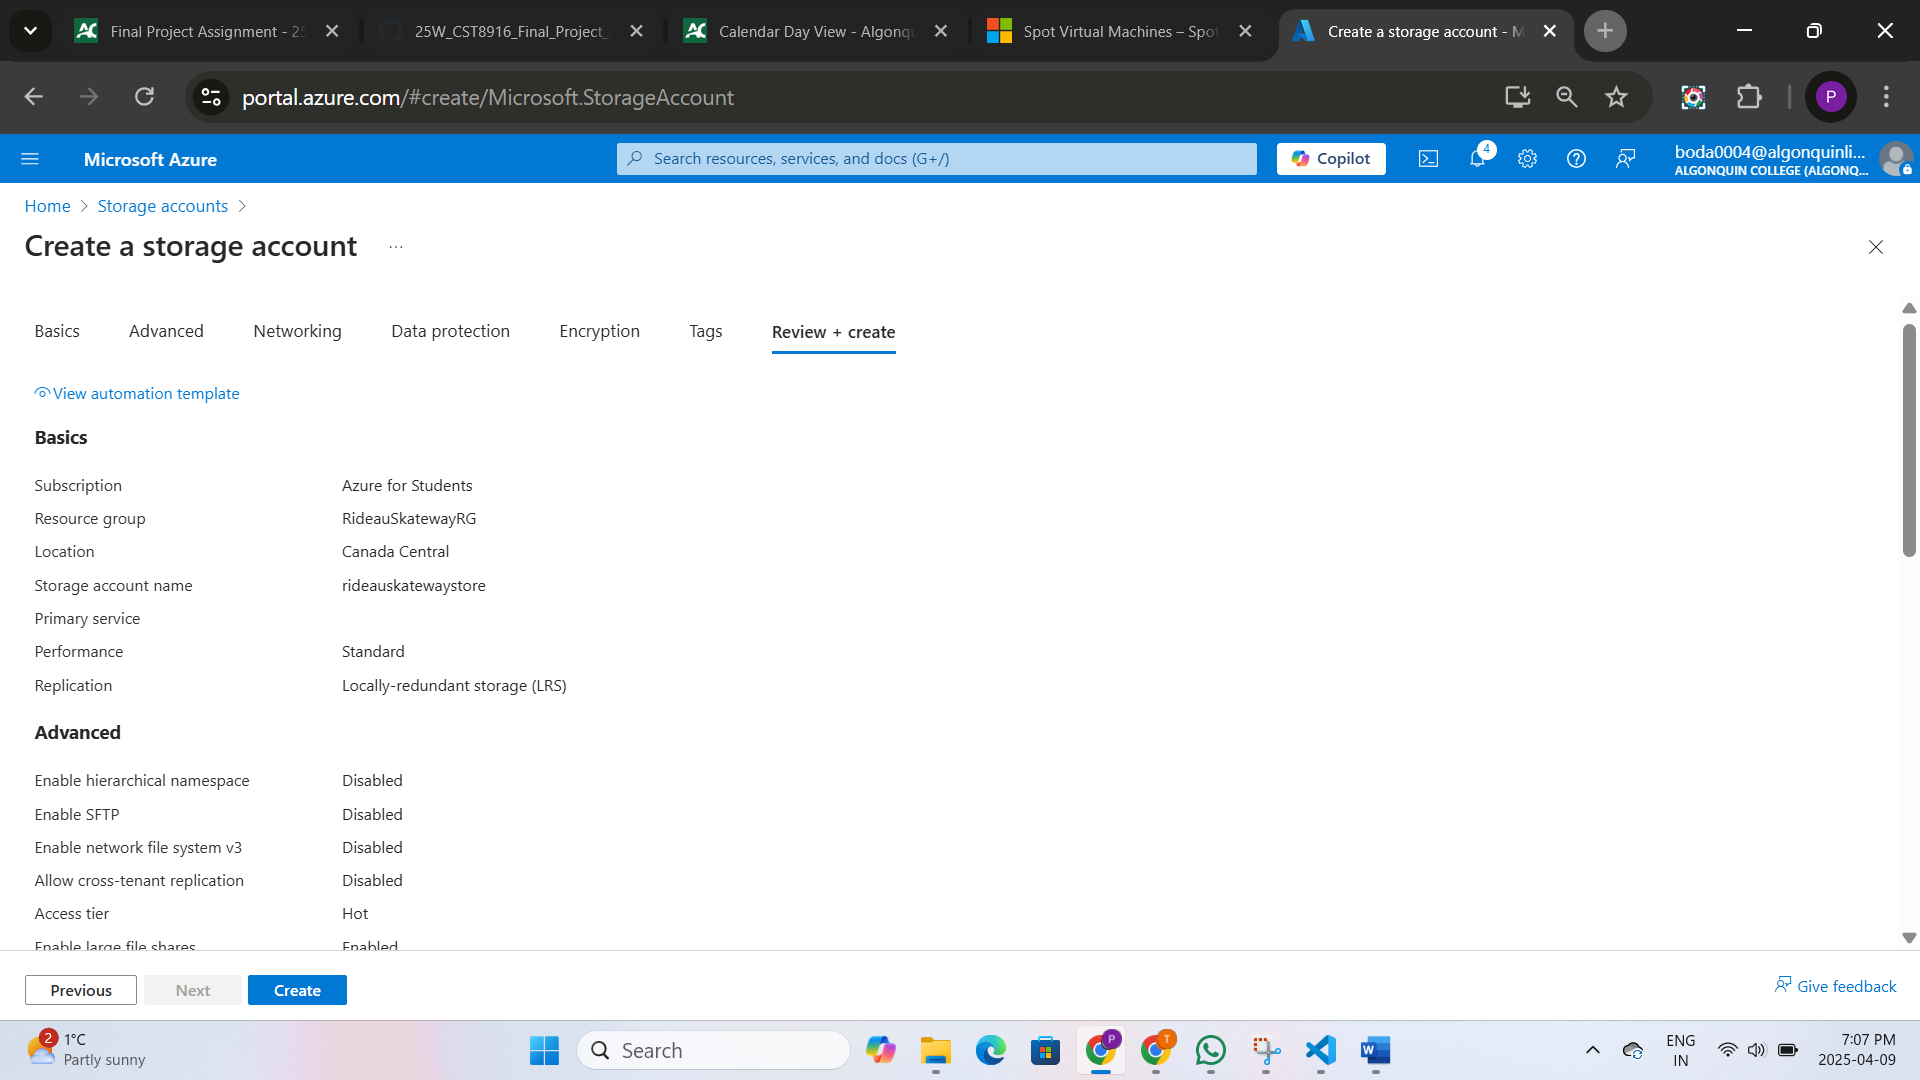 Final Project Assignment - 25
25W_CST8916_Final_Project_
Calendar Day View - Algonqu
Spot Virtual Machines – Spot
Create a storage account - M
portal.azure.com/#create/Microsoft.StorageAccount
P
Microsoft Azure
Search resources, services, and docs (G+/)
Copilot
4
boda0004@algonquinli...
ALGONQUIN COLLEGE (ALGONQ...
Home
Storage accounts
Create a storage account
...
Basics
Advanced
Networking
Data protection
Encryption
Tags
Review + create
View automation template
Basics
Subscription Azure for Students
Resource group RideauSkatewayRG
Location Canada Central
Storage account name rideauskatewaystore
Primary service
Performance Standard
Replication Locally-redundant storage (LRS)
Advanced
Enable hierarchical namespace Disabled
Enable SFTP Disabled
Enable network file system v3 Disabled
Allow cross-tenant replication Disabled
Access tier Hot
Enable large file shares Enabled
Previous
Next
Create
Give feedback
2
1°C
Partly sunny
Search
P
T
ENG
IN
7:07 PM
2025-04-09